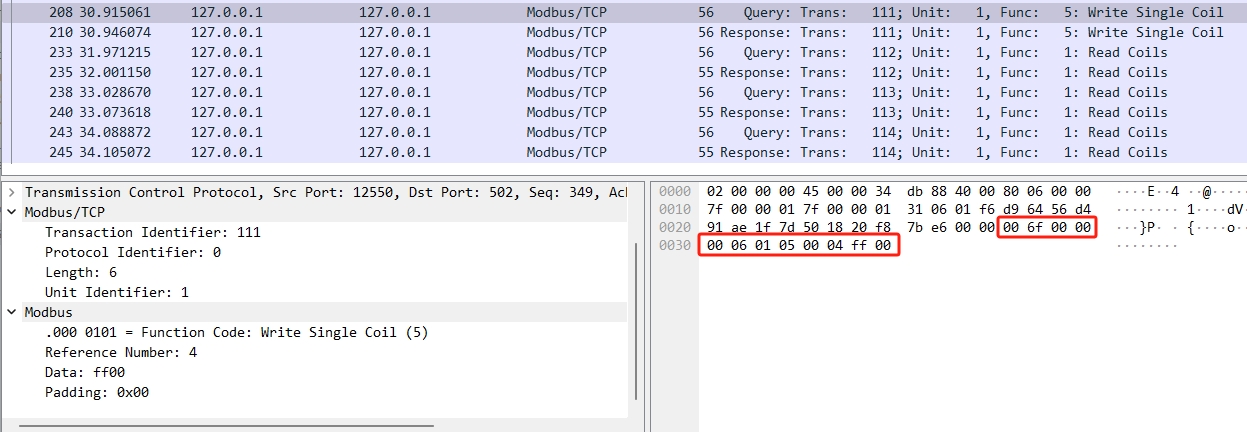 208 30.915061 127.0.0.1 127.0.0.1 Modbus/TCP 56 Query: Trans: 111; Unit: 1, Func: 5: Write Single Coil
210 30.946074 127.0.0.1 127.0.0.1 Modbus/TCP 56 Response: Trans: 111; Unit: 1, Func: 5: Write Single Coil
233 31.971215 127.0.0.1 127.0.0.1 Modbus/TCP 56 Query: Trans: 112; Unit: 1, Func: 1: Read Coils
235 32.001150 127.0.0.1 127.0.0.1 Modbus/TCP 55 Response: Trans: 112; Unit: 1, Func: 1: Read Coils
238 33.028670 127.0.0.1 127.0.0.1 Modbus/TCP 56 Query: Trans: 113; Unit: 1, Func: 1: Read Coils
240 33.073618 127.0.0.1 127.0.0.1 Modbus/TCP 55 Response: Trans: 113; Unit: 1, Func: 1: Read Coils
243 34.088872 127.0.0.1 127.0.0.1 Modbus/TCP 56 Query: Trans: 114; Unit: 1, Func: 1: Read Coils
245 34.105072 127.0.0.1 127.0.0.1 Modbus/TCP 55 Response: Trans: 114; Unit: 1, Func: 1: Read Coils
Transmission Control Protocol, Src Port: 12550, Dst Port: 502, Seq: 349,
Modbus/TCP
Transaction Identifier: 111
Protocol Identifier: 0
Length: 6
Unit Identifier: 1
Modbus
.000 0101 = Function Code: Write Single Coil (5)
Reference Number: 4
Data: ff00
Padding: 0x00
0000 02 00 00 00 45 00 00 34 db 88 40 00 80 06 00 00 ····E··4 ··@·····
0010 7f 00 00 01 7f 00 00 01 31 06 01 f6 d9 64 56 d4 ········ 1····dV·
0020 91 ae 1f 7d 50 18 20 f8 7b e6 00 00 00 6f 00 00 ···}P· · {····o··
0030 00 06 01 05 00 04 ff 00 ········